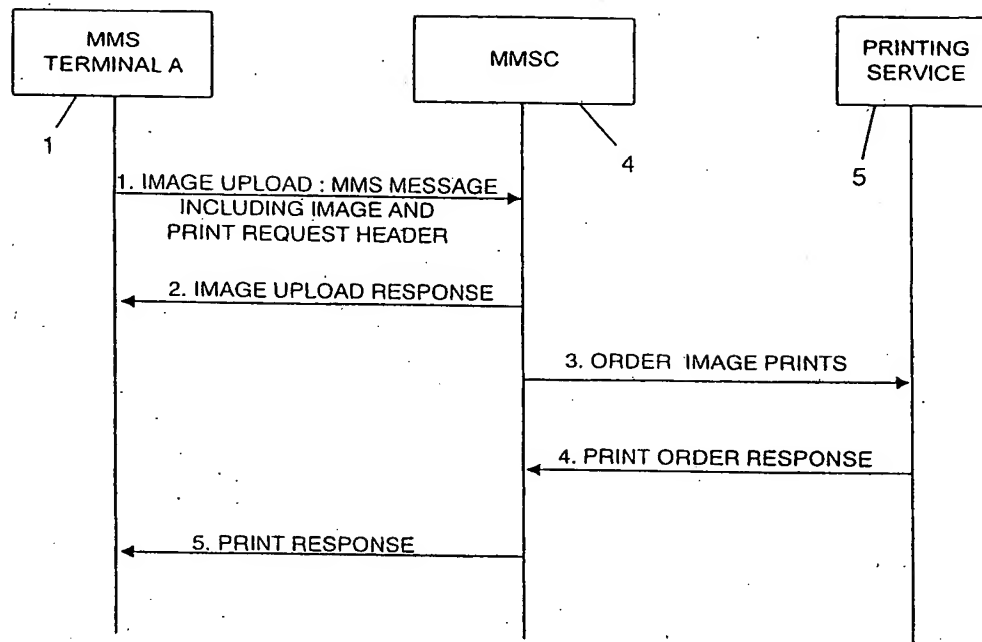 MMS
TERMINAL A
MMSC
PRINTING
SERVICE
1
4
5
1. IMAGE UPLOAD : MMS MESSAGE
INCLUDING IMAGE AND
PRINT REQUEST HEADER
2. IMAGE UPLOAD RESPONSE
3. ORDER IMAGE PRINTS
4. PRINT ORDER RESPONSE
5. PRINT RESPONSE